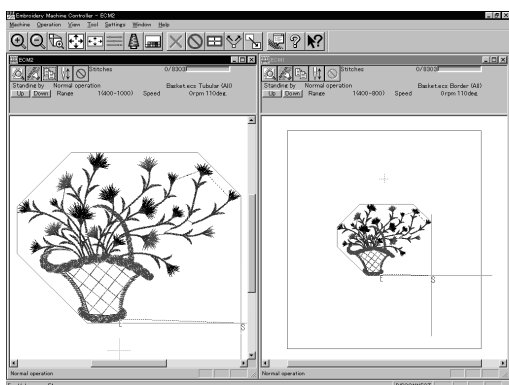 Embroidery Machine Controller - ECM2
Machine Operation View Tool Settings Window Help
ECM2
Stitches 0/8303
Standing by Normal operation Basket.ecs Tubular (All)
Up Down Range 1(400-1000) Speed 0rpm 110deg.
E
S
Normal operation
ECM1
Stitches 0/8303
Standing by Normal operation Basket.ecs Border (All)
Up Down Range 1(400-800) Speed 0rpm 110deg.
E
S
Normal operation